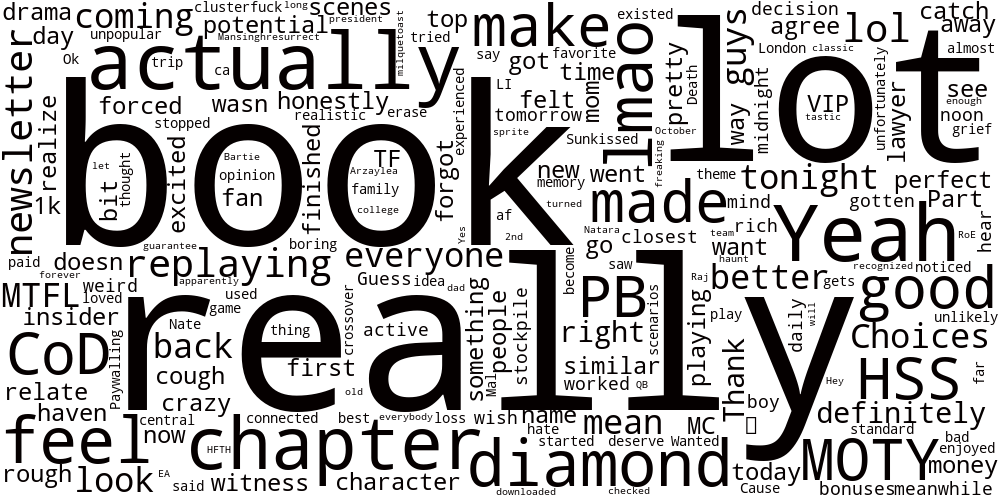 drama
coming
clusterfuck
long
scenes
potential
president
Mansinghresurrect
top
make
existed
decision
agree
lol
catch
away
day
unpopular
Ok
actually
milquetoast
tried
say
favorite
got
time
London
classic
almost
trip
ca
newsletter
realize
1k
forced
wasn
honestly
realistic
erase
stopped
experienced
LI
felt
tomorrow
mom
lmao
pretty
Death
way
guys
midnight
lot
VIP
tastic
unfortunately
lawyer
see
enough
noon
grief
book
let
bit
thought
excited
Bartie
opinion
fan
finished
TF
Arzaylea
family
college
forgot
sprite
Sunkissed
October
freaking
new
memory
went
theme
tonight
perfect
turned
af
2nd
made
mind
gotten
Part
Yes
Natara
go
closest
team
rich
want
haunt
Yeah
RoE
hear
guarantee
boring
everyone
paid
doesn
replaying
forever
apparently
Guess
idea
dad
become
saw
Raj
better
gets
recognized
noticed
MTFL
weird
loved
used
game
insider
Nate
thing
crossover
active
something
people
stockpile
PB
right
scenarios
playing
play
daily
will
good
unlikely
Choices
CoD
Paywalling
back
first
similar
worked
QB
Mal
Thank
Hey
HSS
far
really
relate
cough
crazy
old
boy
haven
central
connected
best
everybody
loss
wish
name
mean
MC
definitely
standard
feel
now
chapter
HFTH
hate
started
deserve
Wanted
bad
enjoyed
rough
look
EA
said
witness
character
diamond
downloaded
checked
today
Cause
MOTY
money
bonuses
meanwhile